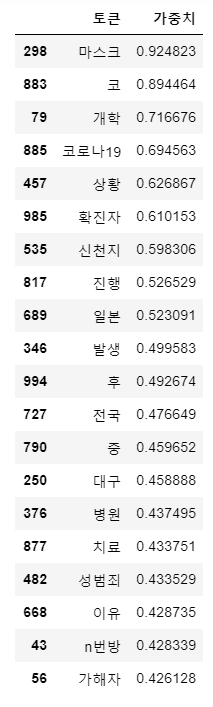 토큰 가중치
298 마스크 0.924823
883 코 0.894464
79 개학 0.716676
885 코로나19 0.694563
457 상황 0.626867
985 확진자 0.610153
535 신천지 0.598306
817 진행 0.526529
689 일본 0.523091
346 발생 0.499583
994 후 0.492674
727 전국 0.476649
790 중 0.459652
250 대구 0.458888
376 병원 0.437495
877 치료 0.433751
482 성범죄 0.433529
668 이유 0.428735
43 n번방 0.428339
56 가해자 0.426128